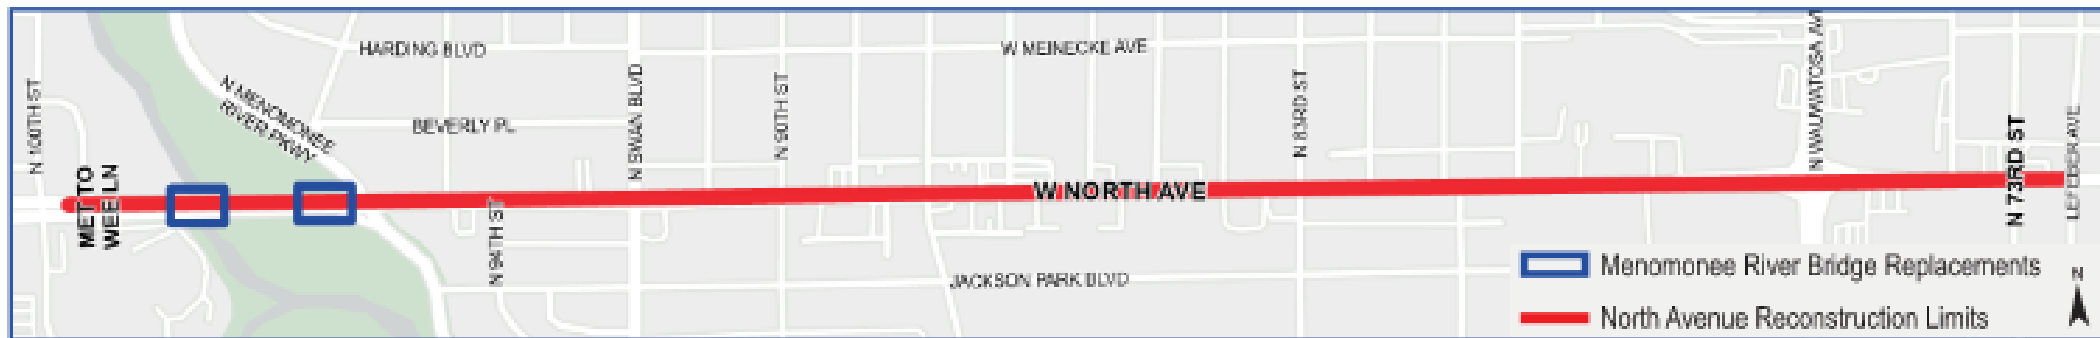 HARDING BLVD
W MEINECKE AVE
N 100TH ST
N MENOMONEE
RIVER PKWY
BEVERLY PL
N SWAN BLVD
N 90TH ST
N 83RD ST
N WAUWATOSA AV
N 73RD ST
LEFEBER AVE
MET TO
WEE LN
W NORTH AVE
N 94TH ST
JACKSON PARK BLVD
Menomonee River Bridge Replacements
North Avenue Reconstruction Limits
N